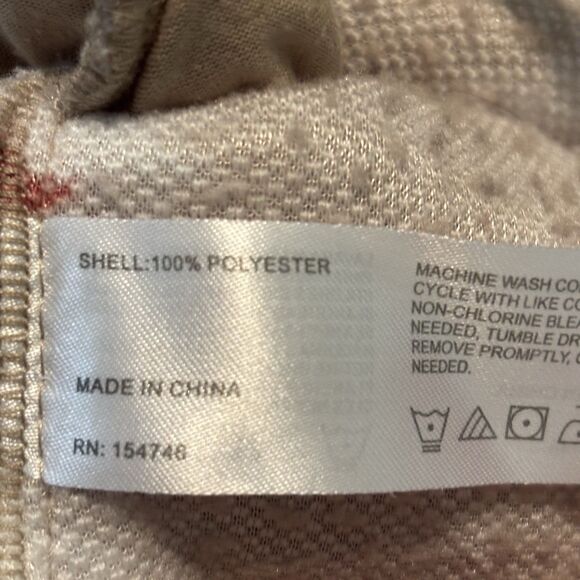 SHELL:100% POLYESTER
MADE IN CHINA
RN: 154746
MACHINE WASH
CYCLE WITH LIKE
NON-CHLORINE
NEEDED, TUMBLE
REMOVE PROMPTLY,
NEEDED.